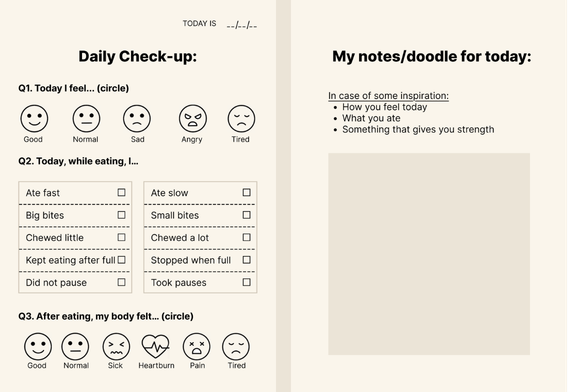 TODAY IS __/__/__
Daily Check-up:
Q1. Today I feel... (circle)
Good Normal Sad Angry Tired
Q2. Today, while eating, I...
Ate fast
Big bites
Chewed little
Kept eating after full
Did not pause
Ate slow
Small bites
Chewed a lot
Stopped when full
Took pauses
Q3. After eating, my body felt... (circle)
Good Normal Sick Heartburn Pain Tired
My notes/doodle for today:
In case of some inspiration:
• How you feel today
• What you ate
• Something that gives you strength